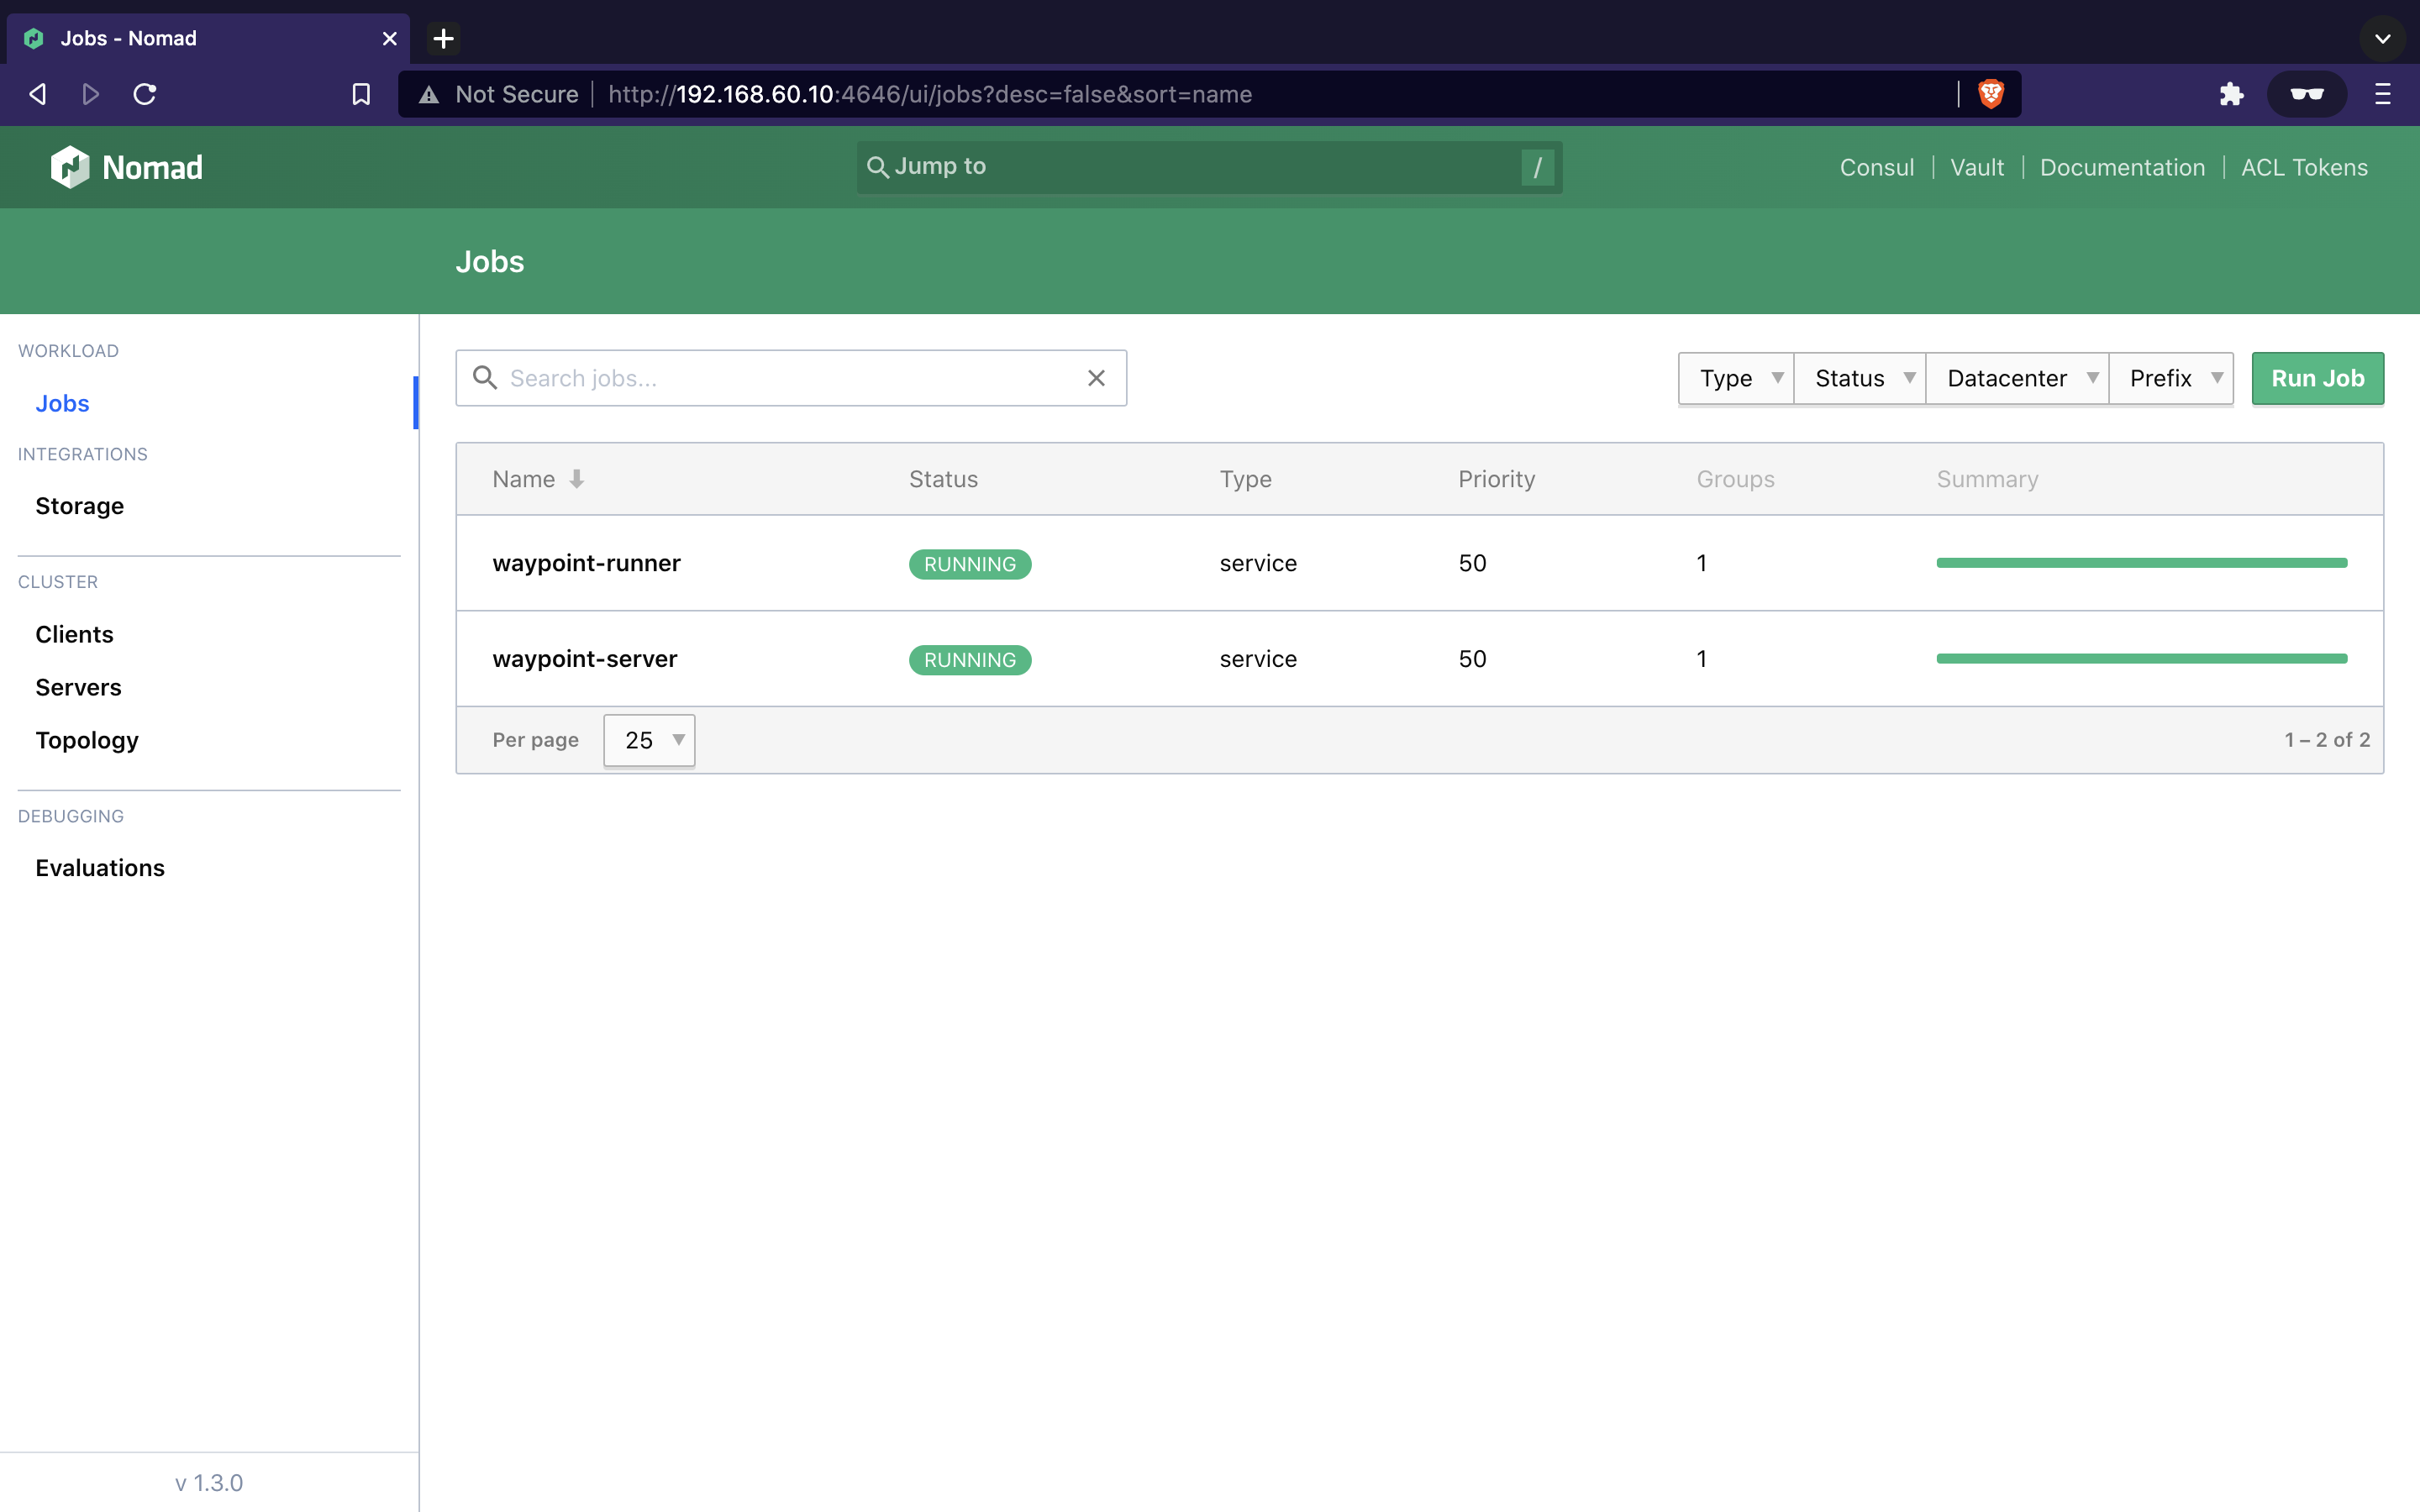 Jobs - Nomad
Not Secure http://192.168.60.10:4646/ui/jobs?desc=false&sort=name
Nomad
Jump to /
Consul Vault Documentation ACL Tokens
Jobs
WORKLOAD
Jobs
INTEGRATIONS
Storage
CLUSTER
Clients
Servers
Topology
DEBUGGING
Evaluations
v 1.3.0
Search jobs...
Type Status Datacenter Prefix Run Job
Name Status Type Priority Groups Summary
waypoint-runner RUNNING service 50 1
waypoint-server RUNNING service 50 1
Per page 25 1 – 2 of 2